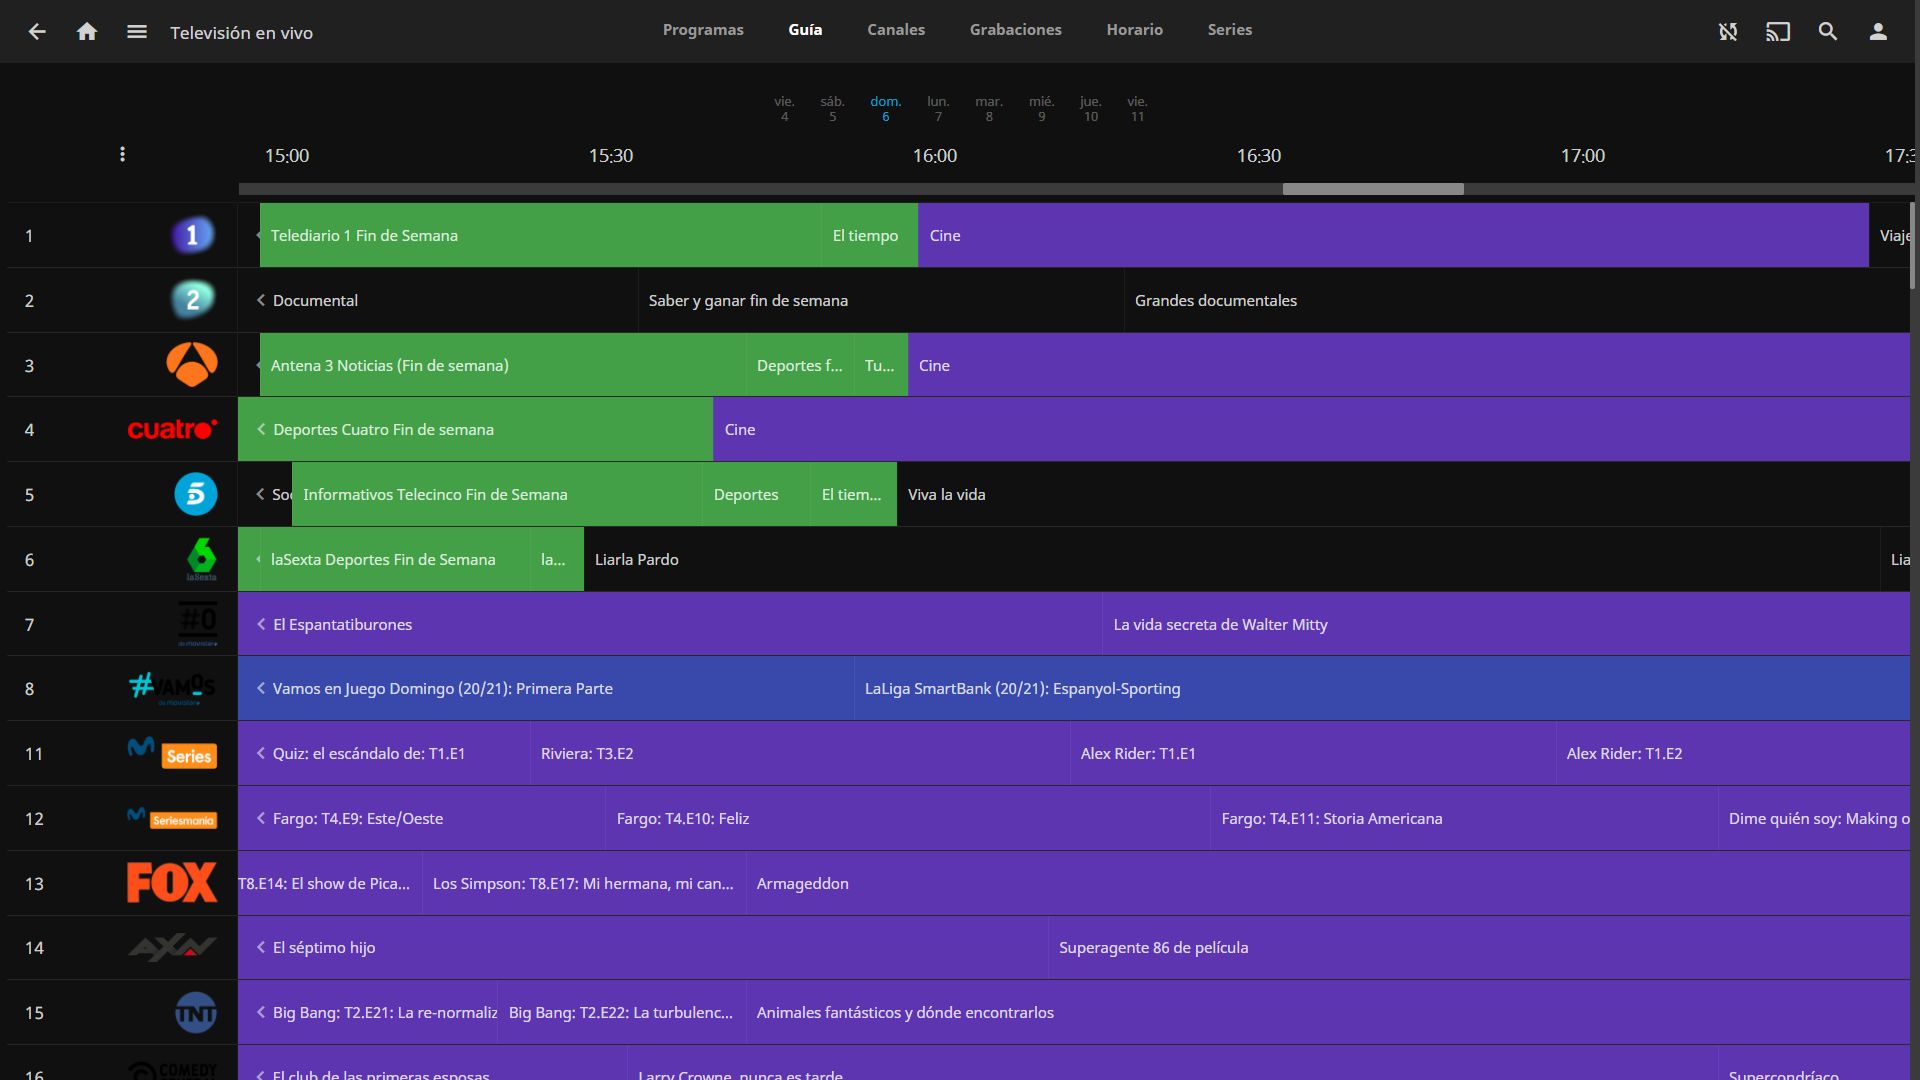 Televisión en vivo
Programas Guía Canales Grabaciones Horario Series
vie. sáb. dom. lun. mar. mié. jue. vie.
4 5 6 7 8 9 10 11
15:00 15:30 16:00 16:30 17:00 17:3
1 1 Telediario 1 Fin de Semana El tiempo Cine Viaje
2 2 Documental Saber y ganar fin de semana Grandes documentales
3 Antena 3 Noticias (Fin de semana) Deportes f... Tu... Cine
4 cuatro Deportes Cuatro Fin de semana Cine
5 5 Soc Informativos Telecinco Fin de Semana Deportes El tiem... Viva la vida
6 6 laSexta laSexta Deportes Fin de Semana la... Liarla Pardo Lia
7 #0 de movistar+ El Espantatiburones La vida secreta de Walter Mitty
8 #VAMOS de movistar+ Vamos en Juego Domingo (20/21): Primera Parte LaLiga SmartBank (20/21): Espanyol-Sporting
11 Series Quiz: el escándalo de: T1.E1 Riviera: T3.E2 Alex Rider: T1.E1 Alex Rider: T1.E2
12 Seriesmanía Fargo: T4.E9: Este/Oeste Fargo: T4.E10: Feliz Fargo: T4.E11: Storia Americana Dime quién soy: Making o
13 FOX T8.E14: El show de Pica... Los Simpson: T8.E17: Mi hermana, mi can... Armageddon
14 AXN El séptimo hijo Superagente 86 de película
15 TNT Big Bang: T2.E21: La re-normaliz Big Bang: T2.E22: La turbulenc... Animales fantásticos y dónde encontrarlos
16 COMEDY El club de las primeras esposas Larry Crowne, nunca es tarde Supercondríaco